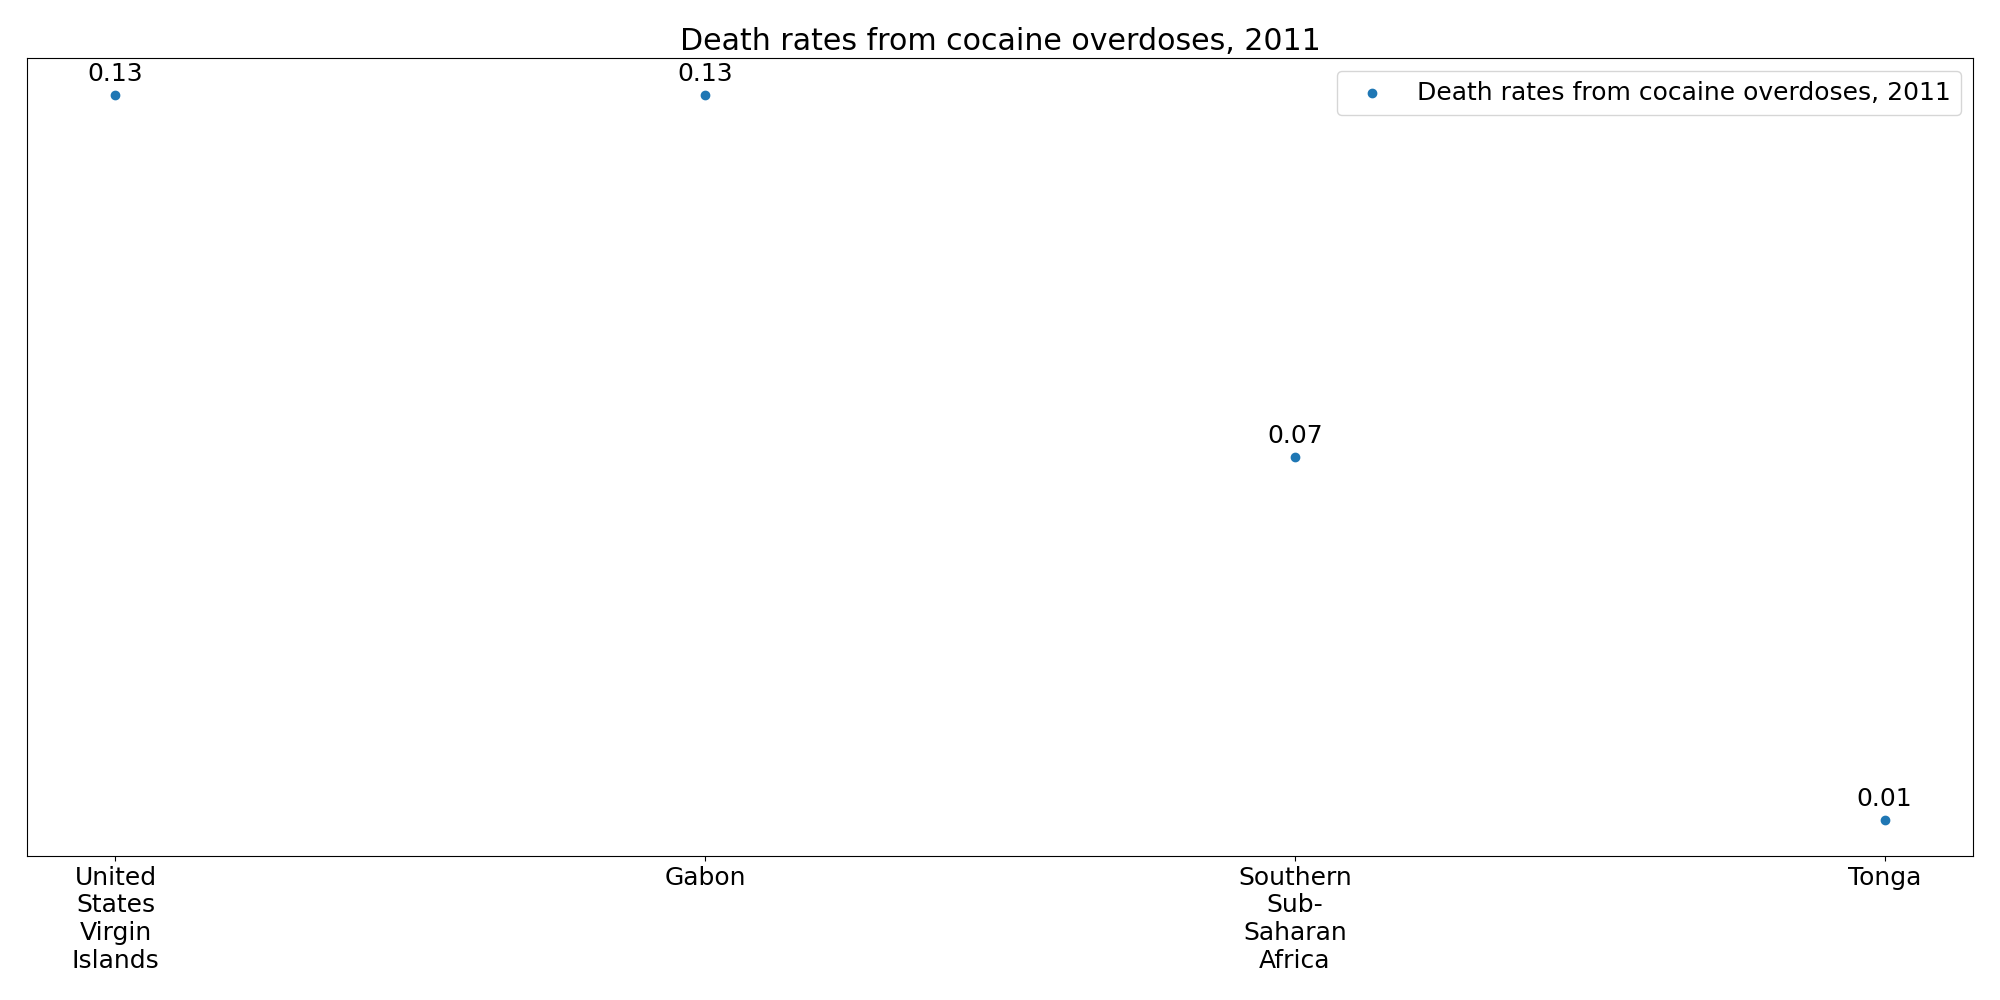 Death rates from cocaine overdoses, 2011
0.13
0.13
Death rates from cocaine overdoses, 2011
0.07
0.01
United
States
Virgin
Islands
Gabon
Southern
Sub-
Saharan
Africa
Tonga